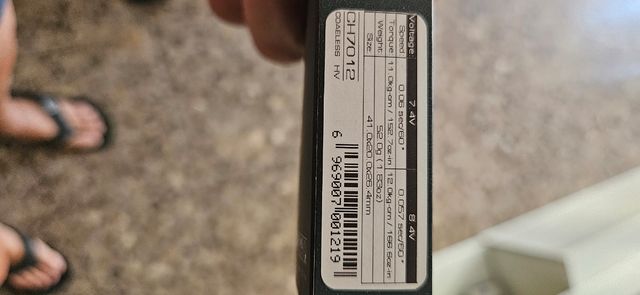 Voltage: 7.4V 8.4V
Speed 0.06 sec/60° 0.057 sec/60°
Torque 11.0kg-cm / 152.7oz-in 12.0kg-cm / 166.6oz-in
Weight 52.0g (1.83oz)
Size: 41.0x20.0x26.4mm
CH7012
COAELESS HV
6 969007 001219